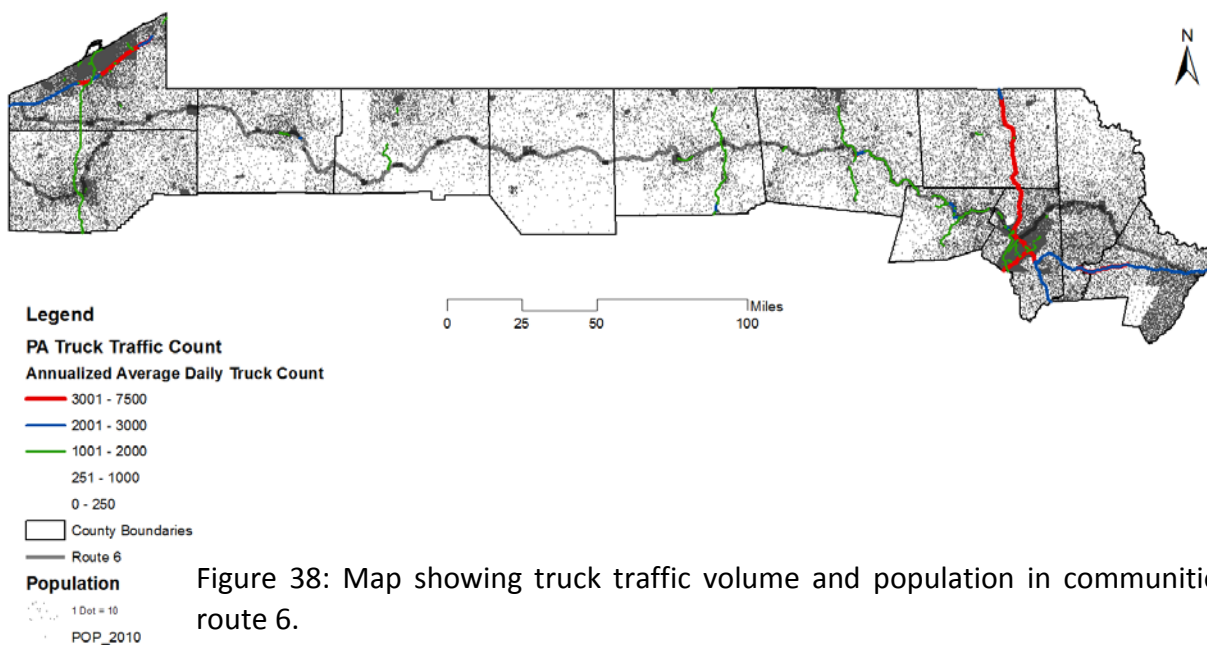 N
Miles
0 25 50 100
Legend
PA Truck Traffic Count
Annualized Average Daily Truck Count
3001 - 7500
2001 - 3000
1001 - 2000
251 - 1000
0 - 250
County Boundaries
Route 6
Population
1 Dot = 10
POP_2010
Figure 38: Map showing truck traffic volume and population in communitie
route 6.